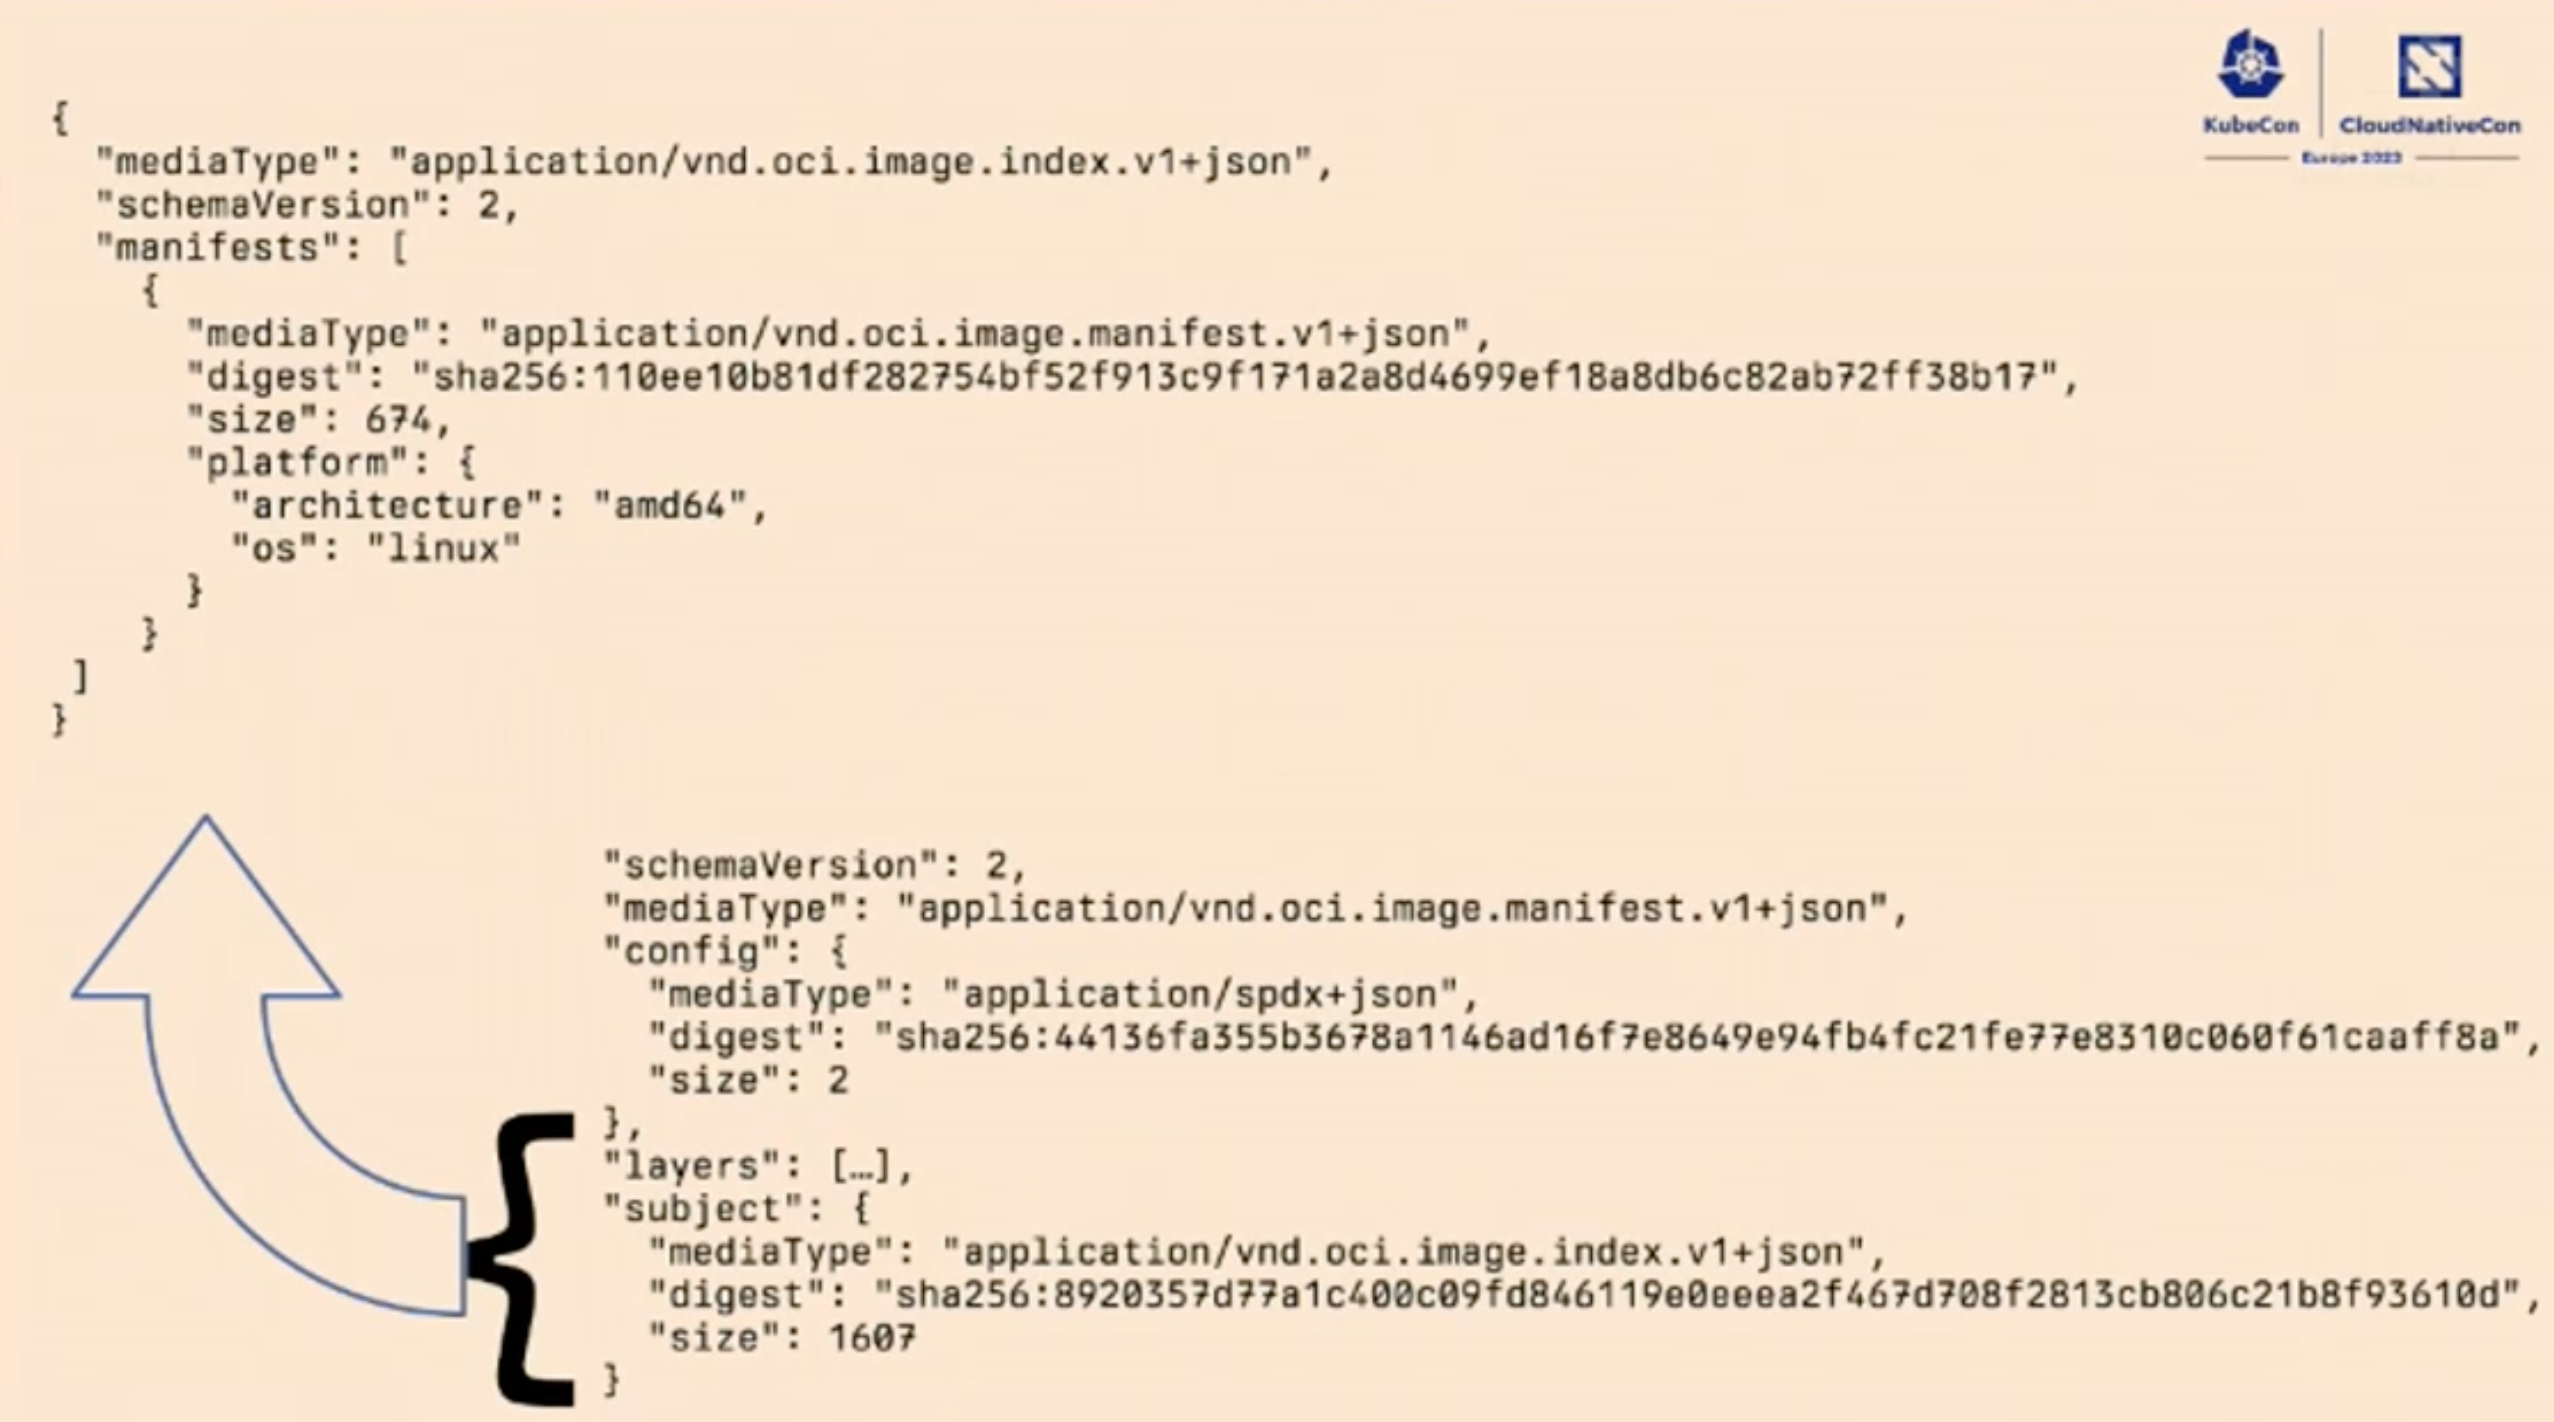 KubeCon
CloudNativeCon
Europe 2023
{
"mediaType": "application/vnd.oci.image.index.v1+json",
"schemaVersion": 2,
"manifests": [
{
"mediaType": "application/vnd.oci.image.manifest.v1+json",
"digest": "sha256:110ee10b81df282754bf52f913c9f171a2a8d4699ef18a8db6c82ab72ff38b17",
"size": 674,
"platform": {
"architecture": "amd64",
"os": "linux"
}
}
]
}
"schemaVersion": 2,
"mediaType": "application/vnd.oci.image.manifest.v1+json",
"config": {
"mediaType": "application/spdx+json",
"digest": "sha256:44136fa355b3678a1146ad16f7e8649e94fb4fc21fe77e8310c060f61caaff8a",
"size": 2
},
"layers": […],
"subject": {
"mediaType": "application/vnd.oci.image.index.v1+json",
"digest": "sha256:8920357d77a1c400c09fd846119e0eeea2f467d708f2813cb806c21b8f93610d",
"size": 1607
}